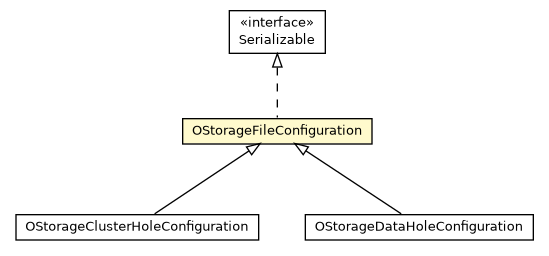 «interface»
Serializable
OStorageFileConfiguration
OStorageClusterHoleConfiguration
OStorageDataHoleConfiguration